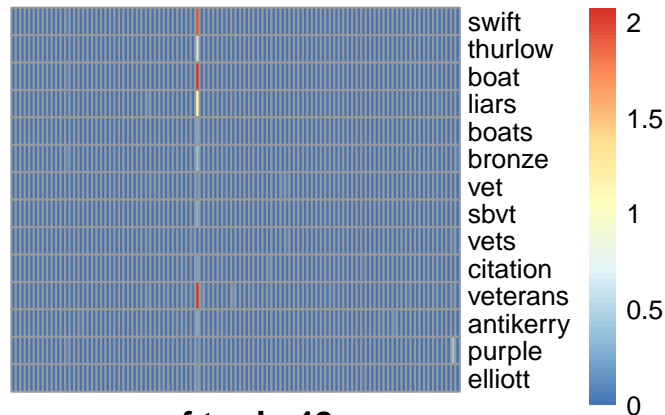 swift
thurlow
boat
liars
boats
bronze
vet
sbvt
vets
citation
veterans
antikerry
purple
elliott
2
1.5
1
0.5
0